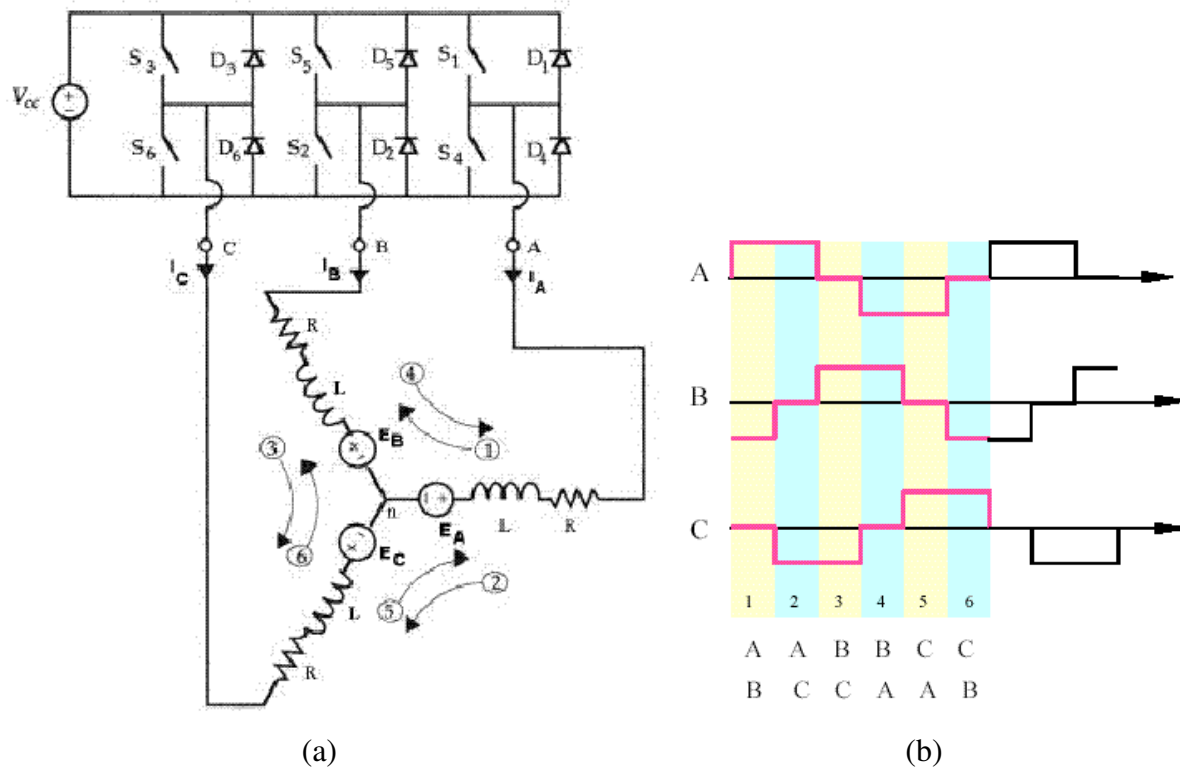 S3 D3 S5 D5 S1 D1
Vcc
S6 D6 S2 D2 S4 D4
C B A
IC IB IA
R
L
④
EB
①
③
n
EA L R
⑥
EC
②
⑤
L
R
(a)
A
B
C
1 2 3 4 5 6
A A B B C C
B C C A A B
(b)